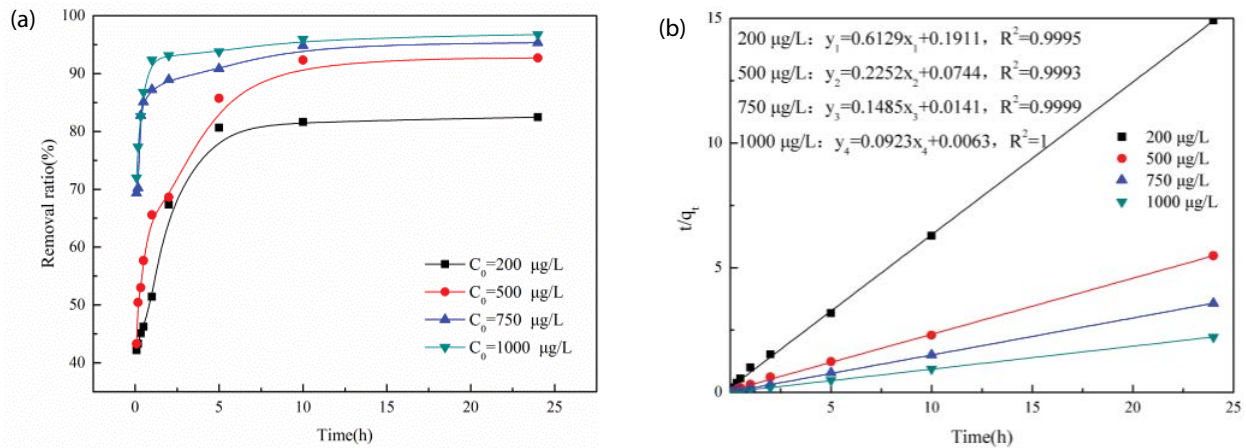 (a)
100
90
80
70
60
50
40
Removal ratio(%)
C₀=200 μg/L
C₀=500 μg/L
C₀=750 μg/L
C₀=1000 μg/L
0 5 10 15 20 25
Time(h)
(b)
15
10
5
0
t/qₜ
200 μg/L: y₁=0.6129x₁+0.1911, R²=0.9995
500 μg/L: y₂=0.2252x₂+0.0744, R²=0.9993
750 μg/L: y₃=0.1485x₃+0.0141, R²=0.9999
1000 μg/L: y₄=0.0923x₄+0.0063, R²=1
200 μg/L
500 μg/L
750 μg/L
1000 μg/L
5 10 15 20 25
Time(h)